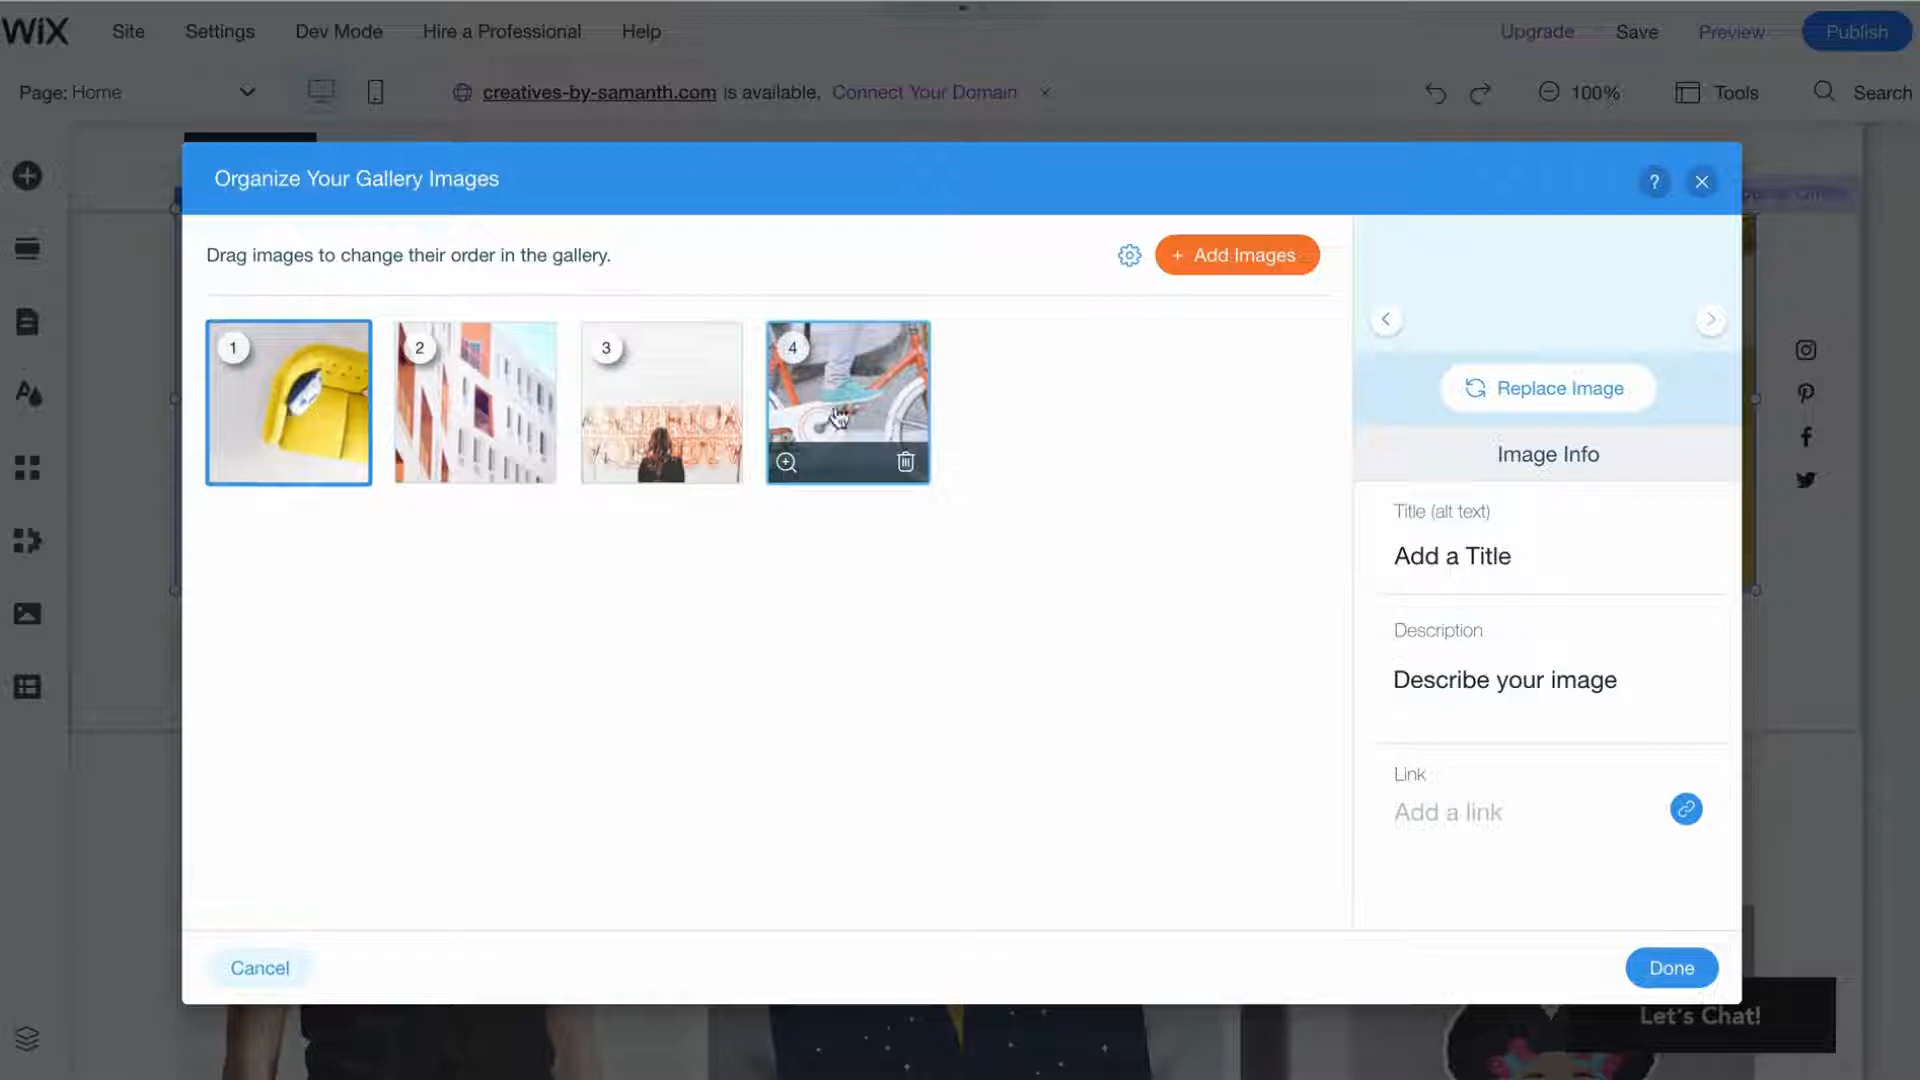 WiX Site Settings Dev Mode Hire a Professional Help Upgrade Save Preview Publish
Page: Home creatives-by-samanth.com is available. Connect Your Domain × 100% Tools Search
Organize Your Gallery Images ?
Drag images to change their order in the gallery. + Add Images
1 2 3 4
Replace Image
Image Info
Title (alt text)
Add a Title
Description
Describe your image
Link
Add a link
Cancel Done
Let's Chat!